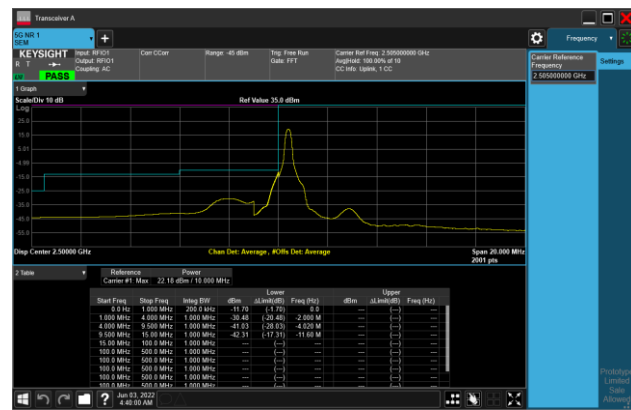 Transceiver A
5G NR 1
SEM
Frequency
KEYSIGHT
R T
PASS
Input: RFIO1
Output: RFIO1
Coupling: AC
Corr CCorr
Range: -45 dBm
Trig: Free Run
Gate: FFT
Carrier Ref Freq: 2.505000000 GHz
Avg|Hold: 100.00% of 10
CC Info: Uplink, 1 CC
Carrier Reference
Frequency
2.505000000 GHz
Settings
1 Graph
Scale/Div 10 dB
Ref Value 35.0 dBm
Log
25.0
15.0
5.01
-4.99
-15.0
-25.0
-35.0
-45.0
-55.0
Disp Center 2.50000 GHz
Chan Det: Average , #Offs Det: Average
Span 20.000 MHz
2001 pts
2 Table
Reference Power
Carrier #1 Max 22.18 dBm / 10.000 MHz
Lower Upper
Start Freq Stop Freq Integ BW dBm ΔLimit(dB) Freq (Hz) dBm ΔLimit(dB) Freq (Hz)
0.0 Hz 1.000 MHz 200.0 kHz -11.70 (-1.70) 0.0 --- (---) ---
1.000 MHz 4.000 MHz 1.000 MHz -30.48 (-20.48) -2.000 M --- (---) ---
4.000 MHz 9.500 MHz 1.000 MHz -41.03 (-28.03) -4.020 M --- (---) ---
9.500 MHz 15.00 MHz 1.000 MHz -42.31 (-17.31) -11.60 M --- (---) ---
15.00 MHz 100.0 MHz 1.000 MHz --- (---) --- --- (---) ---
100.0 MHz 500.0 MHz 1.000 MHz --- (---) --- --- (---) ---
100.0 MHz 500.0 MHz 1.000 MHz --- (---) --- --- (---) ---
100.0 MHz 500.0 MHz 1.000 MHz --- (---) --- --- (---) ---
100.0 MHz 500.0 MHz 1.000 MHz --- (---) --- --- (---) ---
Jun 03, 2022
4:48:00 AM
Prototype
Limited
Sale
Allowed